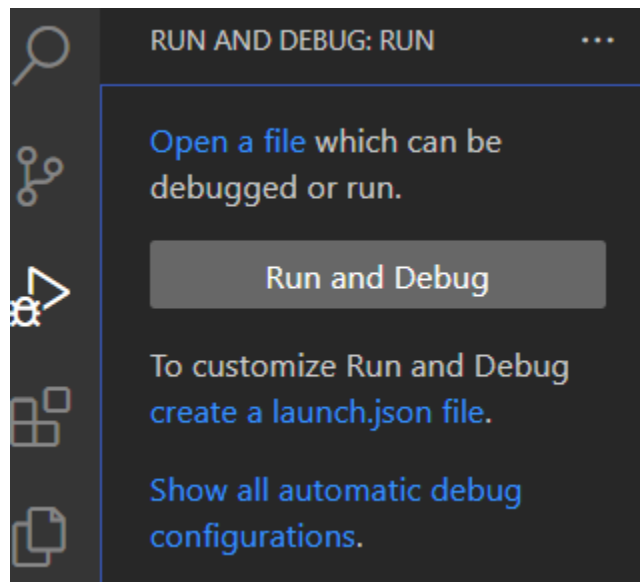 RUN AND DEBUG: RUN
Open a file which can be
debugged or run.
Run and Debug
To customize Run and Debug
create a launch.json file.
Show all automatic debug
configurations.